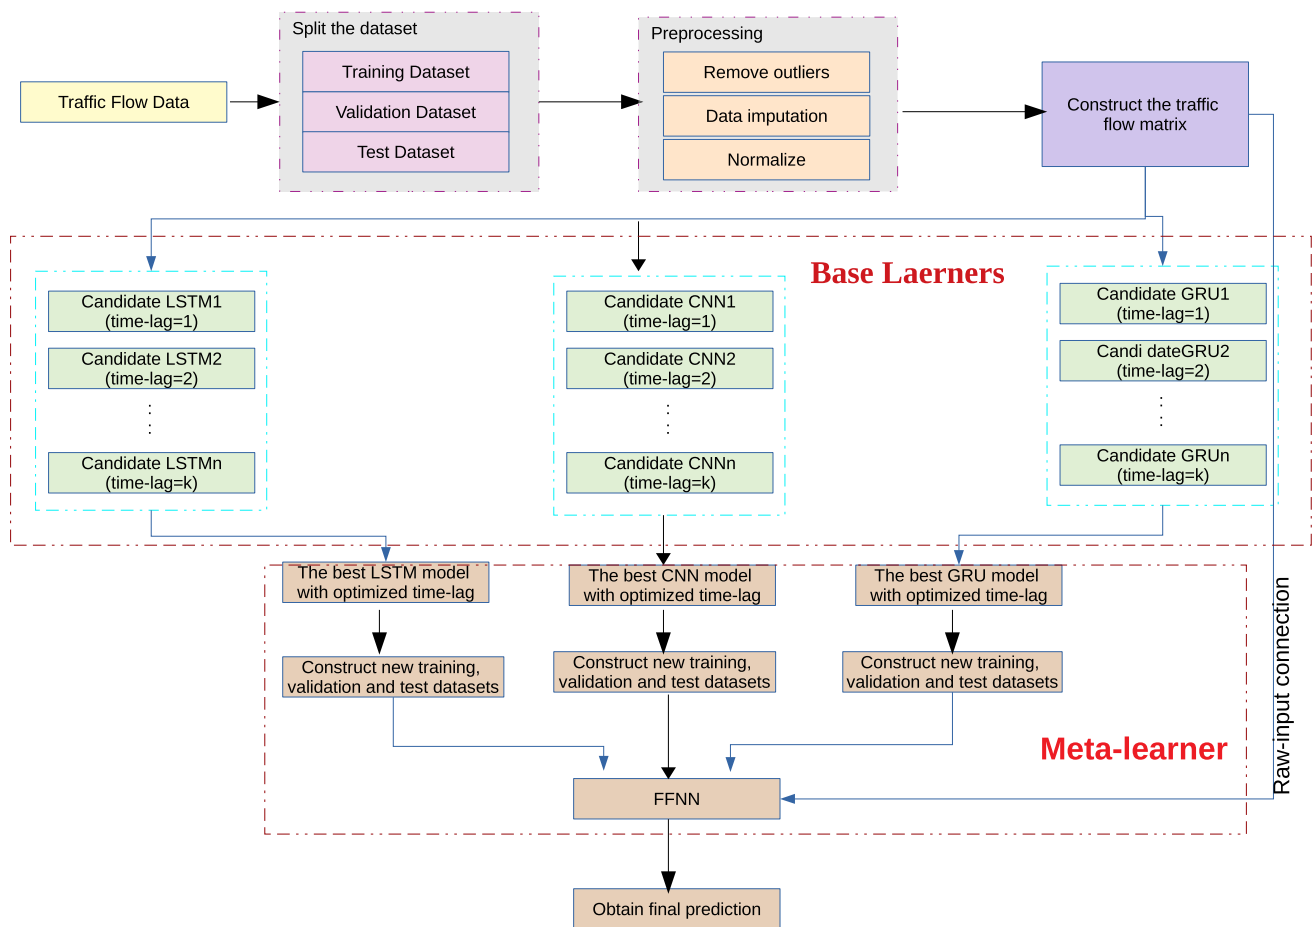 Split the dataset
Training Dataset
Validation Dataset
Test Dataset
Traffic Flow Data
Preprocessing
Remove outliers
Data imputation
Normalize
Construct the traffic
flow matrix
Base Laerners
Candidate LSTM1
(time-lag=1)
Candidate LSTM2
(time-lag=2)
⋮
Candidate LSTMn
(time-lag=k)
Candidate CNN1
(time-lag=1)
Candidate CNN2
(time-lag=2)
⋮
Candidate CNNn
(time-lag=k)
Candidate GRU1
(time-lag=1)
Candi dateGRU2
(time-lag=2)
⋮
Candidate GRUn
(time-lag=k)
The best LSTM model
with optimized time-lag
The best CNN model
with optimized time-lag
The best GRU model
with optimized time-lag
Construct new training,
validation and test datasets
Construct new training,
validation and test datasets
Construct new training,
validation and test datasets
Meta-learner
Raw-input connection
FFNN
Obtain final prediction